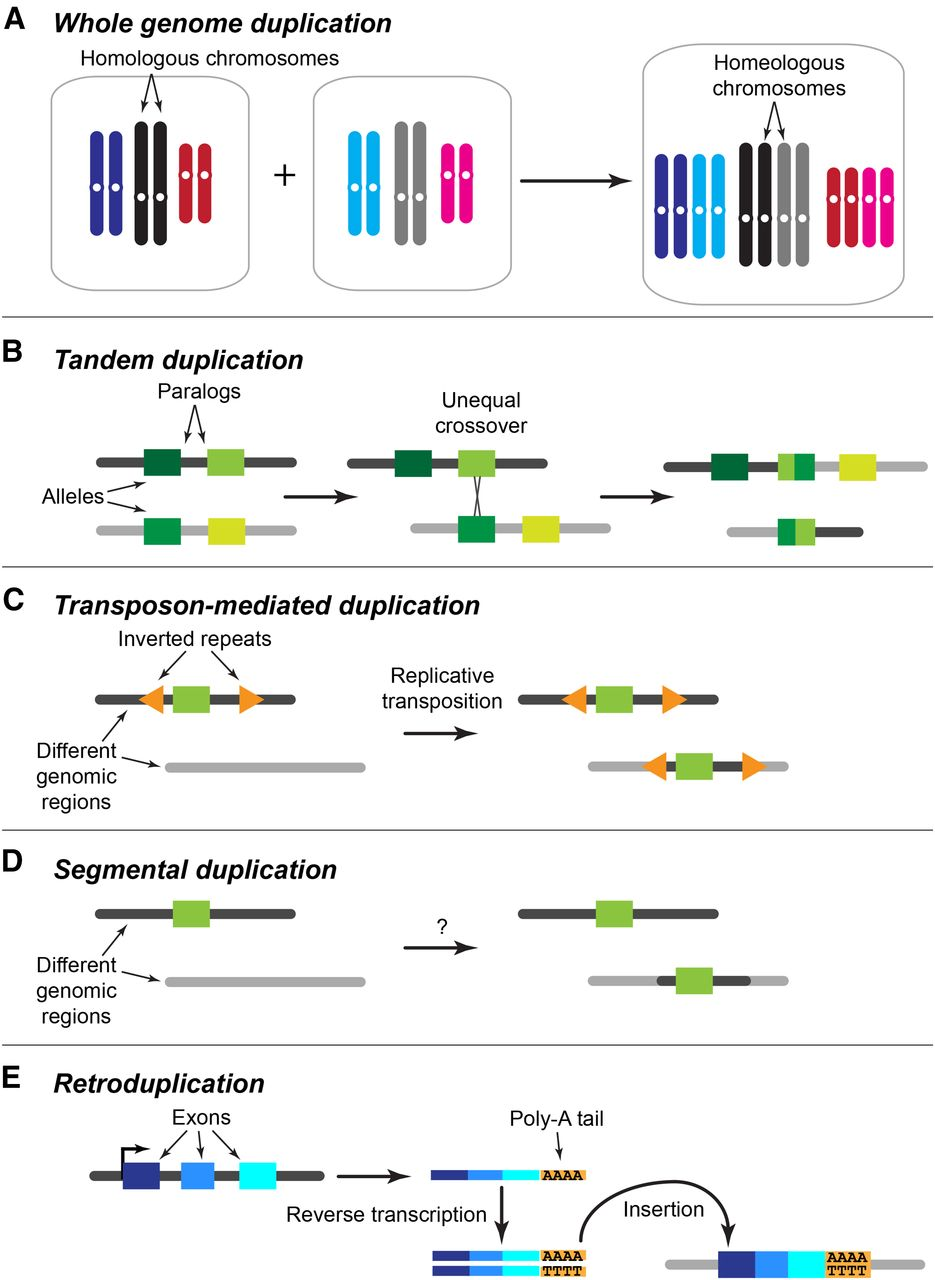 A
Whole genome duplication
Homologous chromosomes
+
Homeologous
chromosomes
B
Tandem duplication
Paralogs
Alleles
Unequal
crossover
C
Transposon-mediated duplication
Inverted repeats
Different
genomic
regions
Replicative
transposition
D
Segmental duplication
Different
genomic
regions
?
E
Retroduplication
Exons
Poly-A tail
AAAA
Reverse transcription
AAAA
TTTT
Insertion
AAAA
TTTT